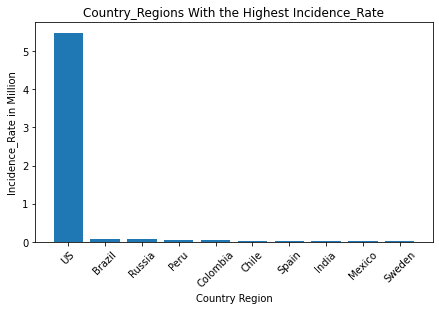 Country_Regions With the Highest Incidence_Rate
Incidence_Rate in Million
5
4
3
2
1
0
US
Brazil
Russia
Peru
Colombia
Chile
Spain
India
Mexico
Sweden
Country Region